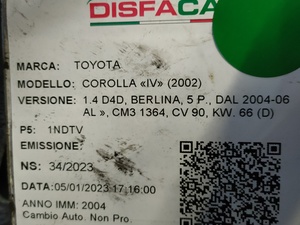 DISFACA
MARCA: TOYOTA
MODELLO: COROLLA «IV» (2002)
VERSIONE: 1.4 D4D, BERLINA, 5 P., DAL 2004-06
AL », CM3 1364, CV 90, KW. 66 (D)
P5: 1NDTV
EMISSIONE:
NS: 34/2023
DATA:05/01/2023 17:16:00
ANNO IMM: 2004
Cambio Auto. Non Pro.